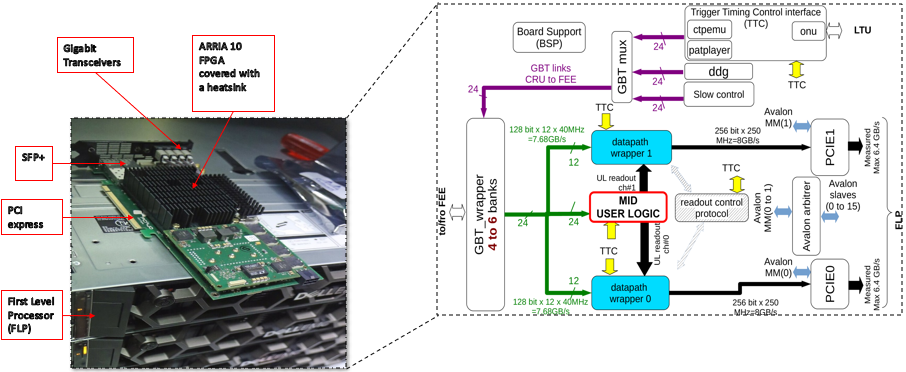 Gigabit
Transceivers
ARRIA 10
FPGA
covered with
a heatsink
SFP+
PCI
express
First Level
Processor
(FLP)
Board Support
(BSP)
Trigger Timing Control interface
(TTC)
ctpemu
patplayer
onu
LTU
TTC
24
GBT mux
24
ddg
24
Slow control
GBT links
CRU to FEE
24
TTC
128 bit x 12 x 40MHz
=7.68GB/s
12
datapath
wrapper 1
256 bit x 250
MHz=8GB/s
Avalon
MM(1)
PCIE1
Measured
Max 6.4 GB/s
UL readout
ch#1
to/fro FEE
GBT_wrapper
4 to 6 banks
24
24
MID
USER LOGIC
TTC
readout control
protocol
Avalon
MM(0 to 1)
Avalon arbitrer
Avalon
slaves
(0 to 15)
FLP
TTC
UL readout
ch#0
12
128 bit x 12 x 40MHz
=7.68GB/s
datapath
wrapper 0
256 bit x 250
MHz=8GB/s
Avalon
MM(0)
PCIE0
Measured
Max 6.4 GB/s